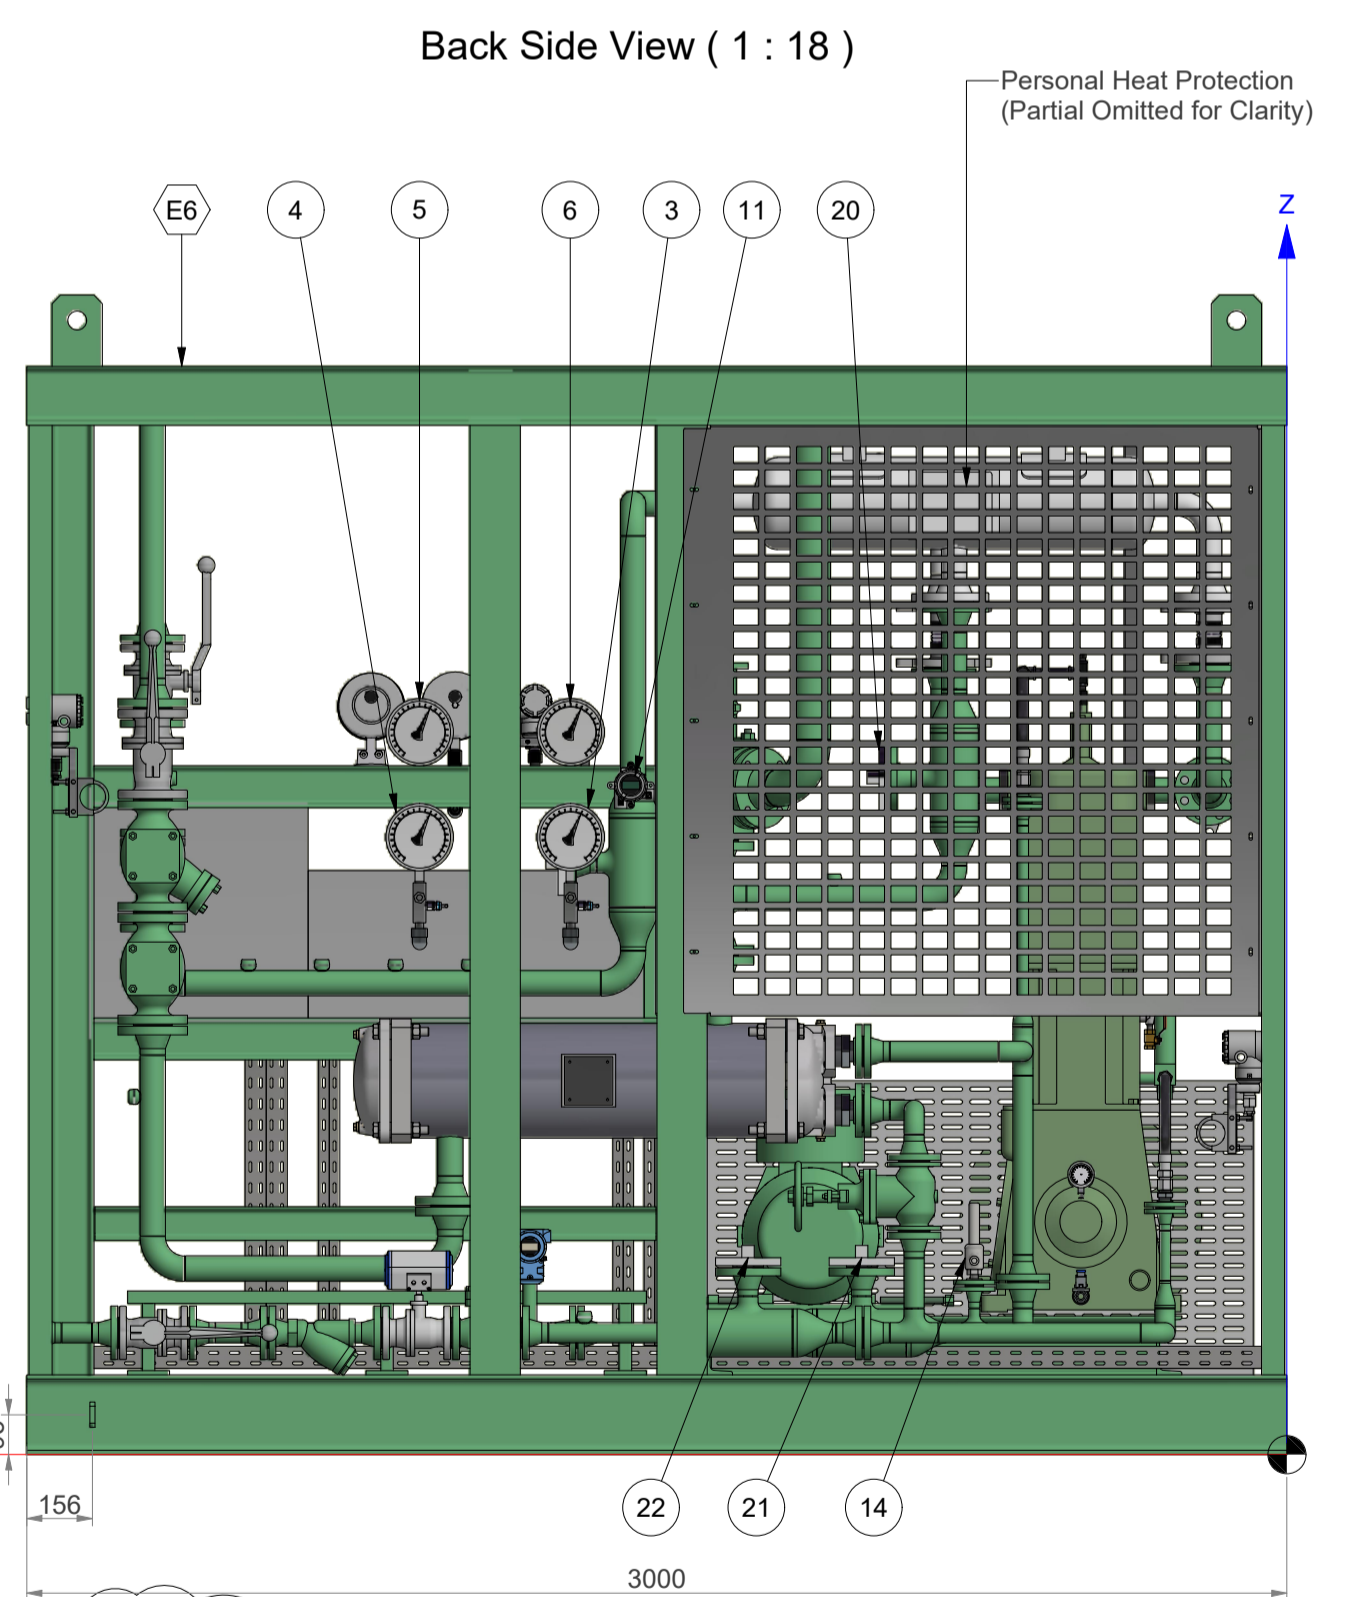 Back Side View ( 1 : 18 )
Personal Heat Protection
(Partial Omitted for Clarity)
E6
4
5
6
3
11
20
Z
156
22
21
14
3000